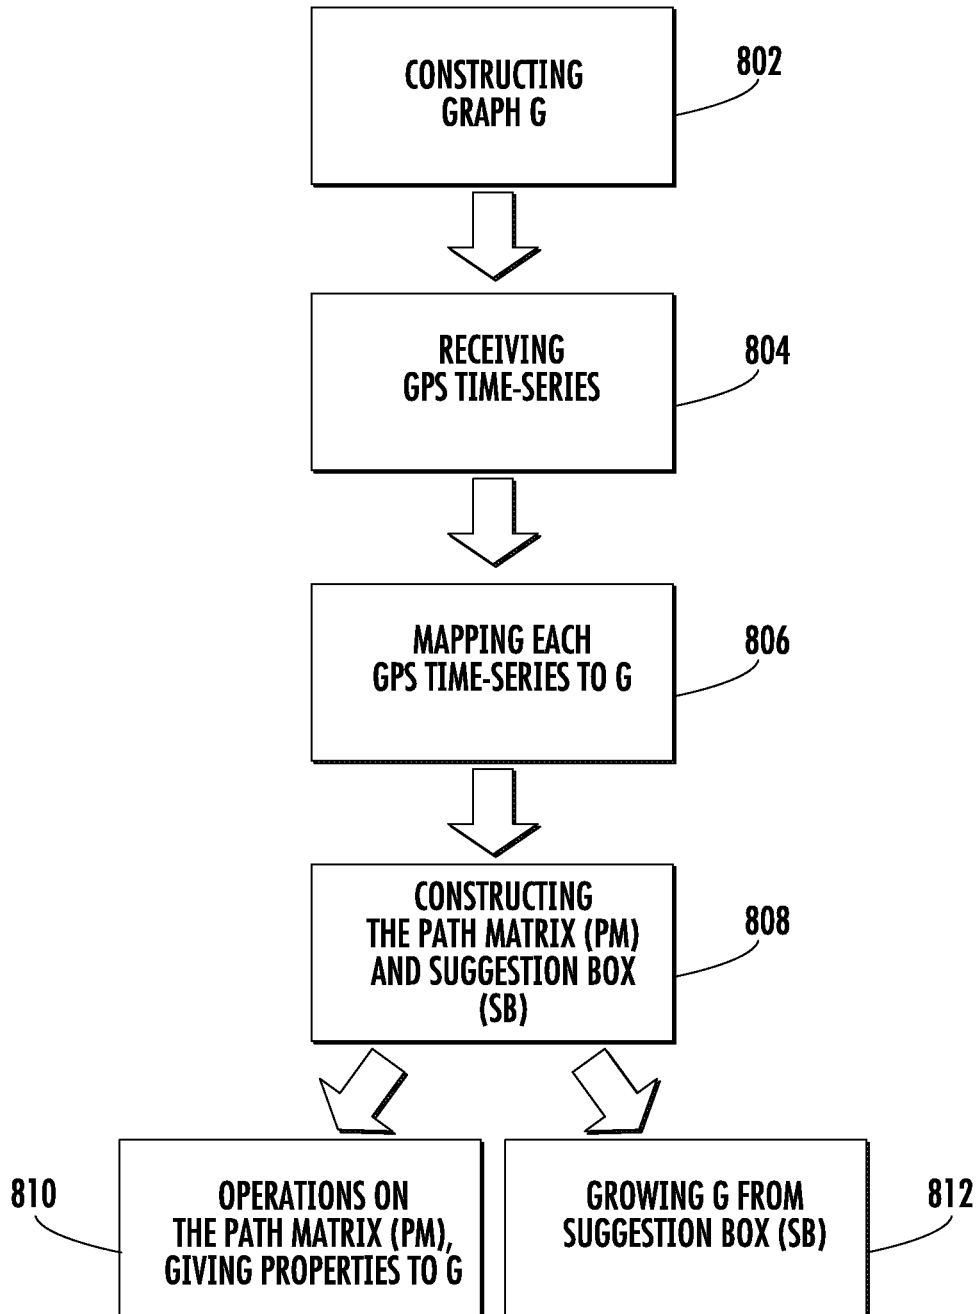 CONSTRUCTING
GRAPH G
802
RECEIVING
GPS TIME-SERIES
804
MAPPING EACH
GPS TIME-SERIES TO G
806
CONSTRUCTING
THE PATH MATRIX (PM)
AND SUGGESTION BOX
(SB)
808
810
OPERATIONS ON
THE PATH MATRIX (PM),
GIVING PROPERTIES TO G
GROWING G FROM
SUGGESTION BOX (SB)
812